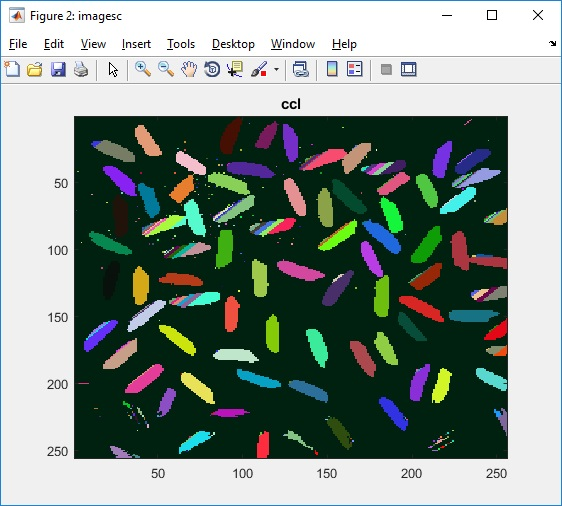 Figure 2: imagesc
File Edit View Insert Tools Desktop Window Help
ccl
50
100
150
200
250
50 100 150 200 250